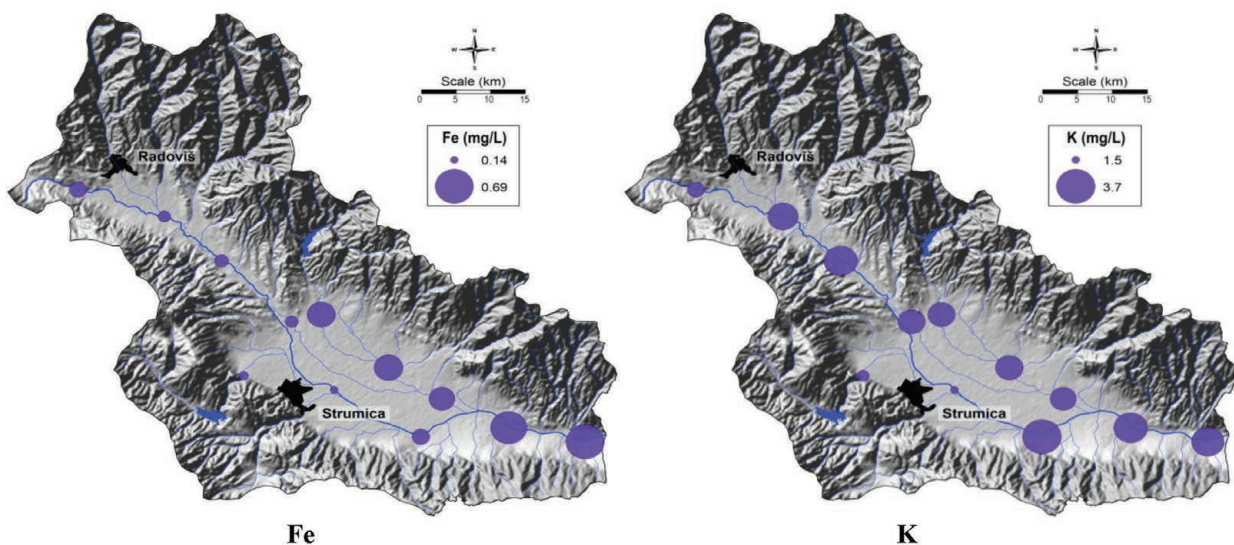 N
W E
S
Scale (km)
0 5 10 15
Fe (mg/L)
0.14
0.69
Radoviš
Strumica
Fe
N
W E
S
Scale (km)
0 5 10 15
K (mg/L)
1.5
3.7
Radoviš
Strumica
K